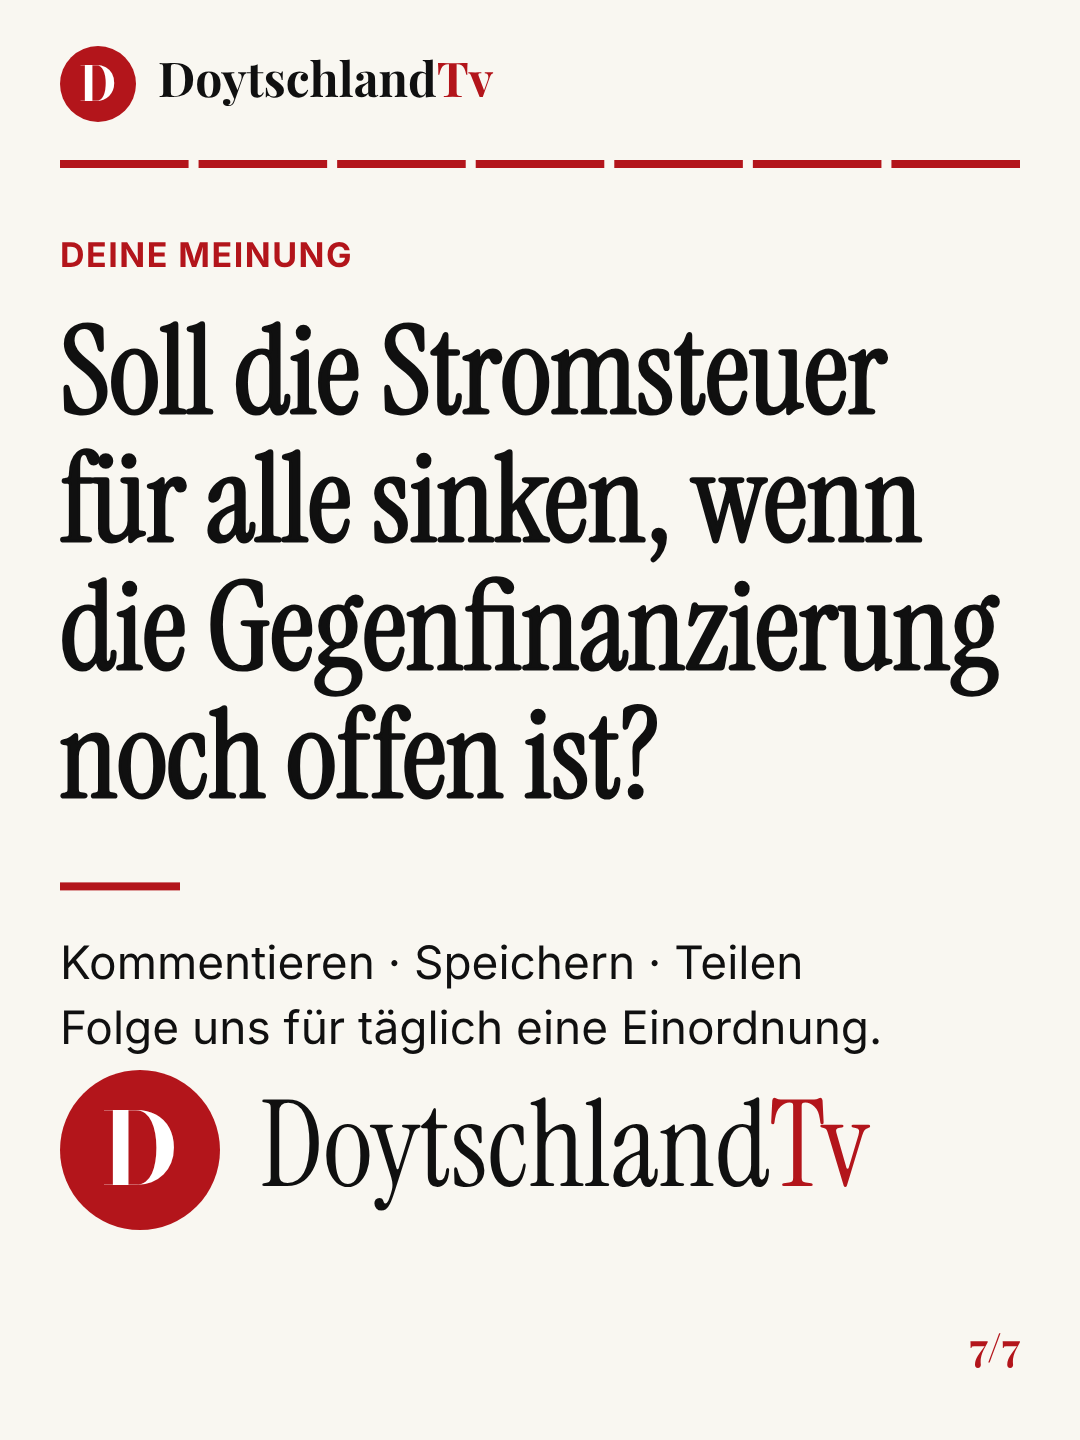 D DoytschlandTv
DEINE MEINUNG
Soll die Stromsteuer
für alle sinken, wenn
die Gegenfinanzierung
noch offen ist?
Kommentieren · Speichern · Teilen
Folge uns für täglich eine Einordnung.
D DoytschlandTv
7/7